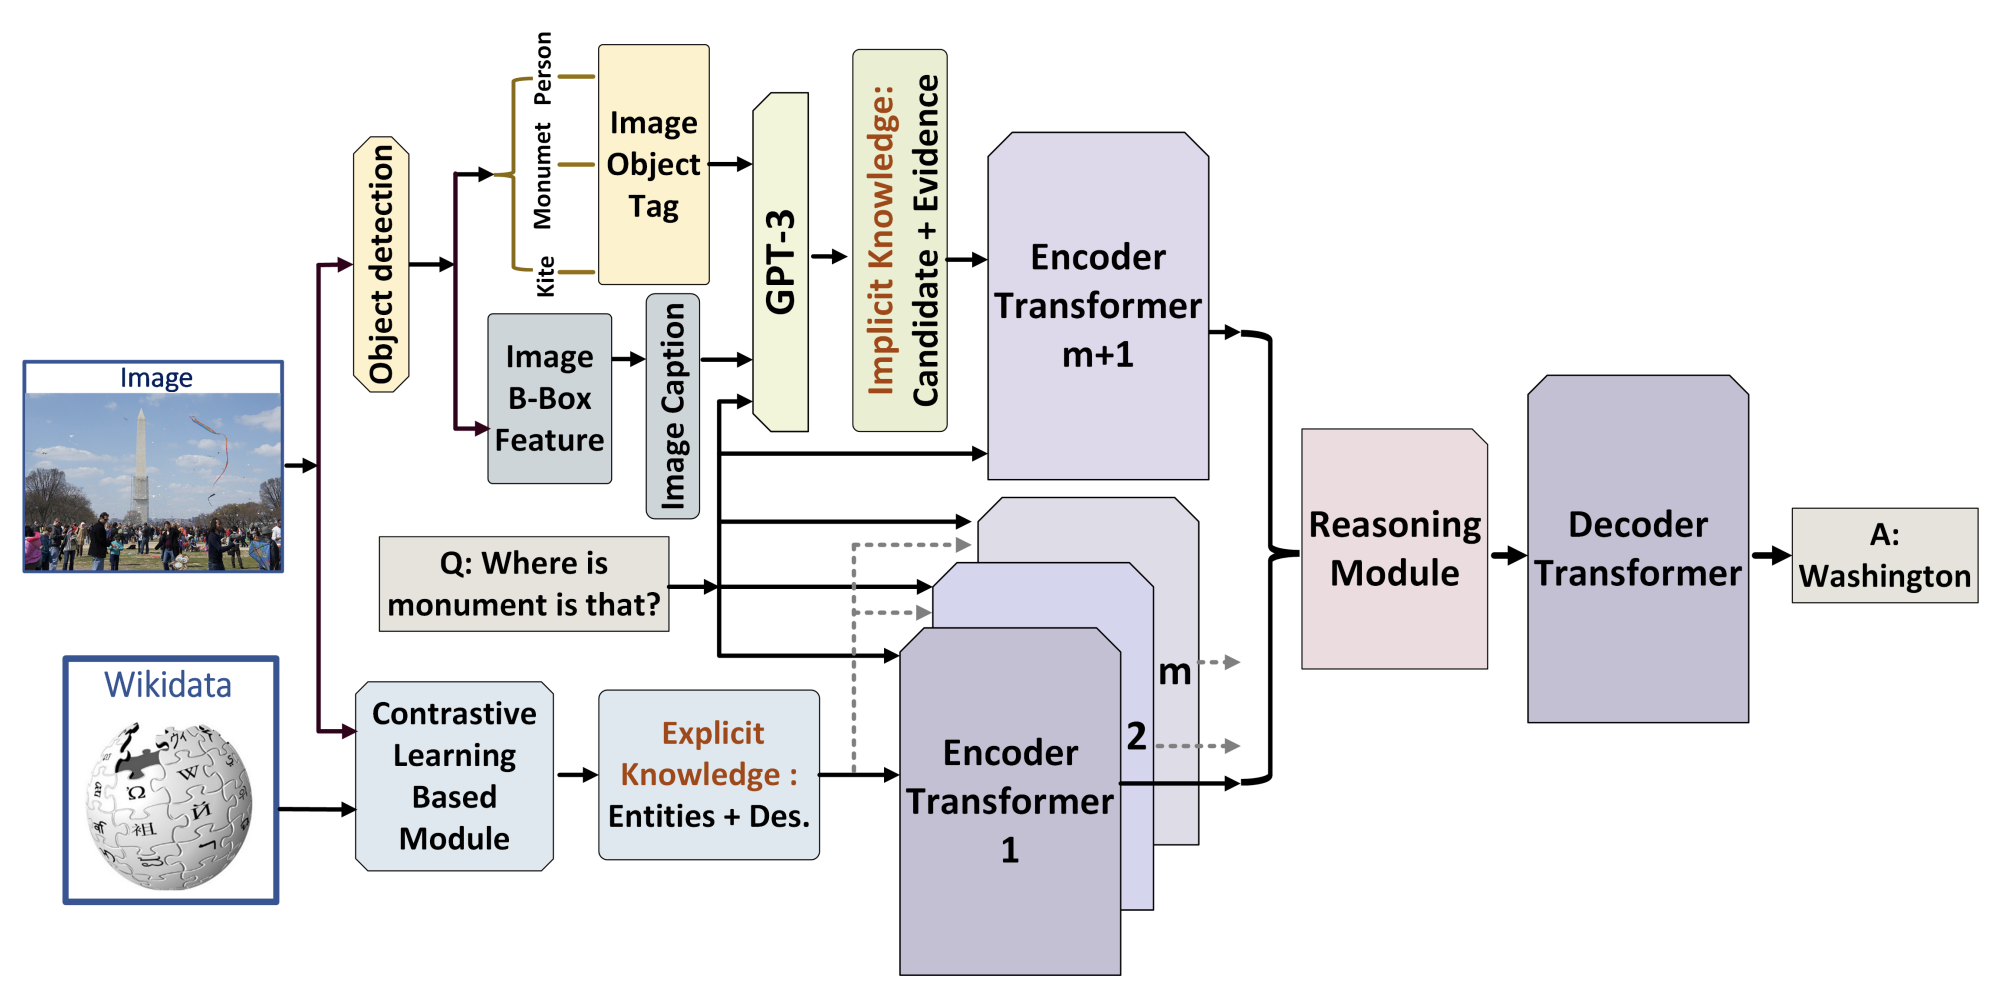 Image
Wikidata
Object detection
Person
Monumet
Kite
Image
Object
Tag
Image
B-Box
Feature
Image Caption
GPT-3
Implicit Knowledge:
Candidate + Evidence
Q: Where is
monument is that?
Contrastive
Learning
Based
Module
Explicit
Knowledge :
Entities + Des.
Encoder
Transformer
m+1
m
2
Encoder
Transformer
1
Reasoning
Module
Decoder
Transformer
A:
Washington
W
Ω
И
祖